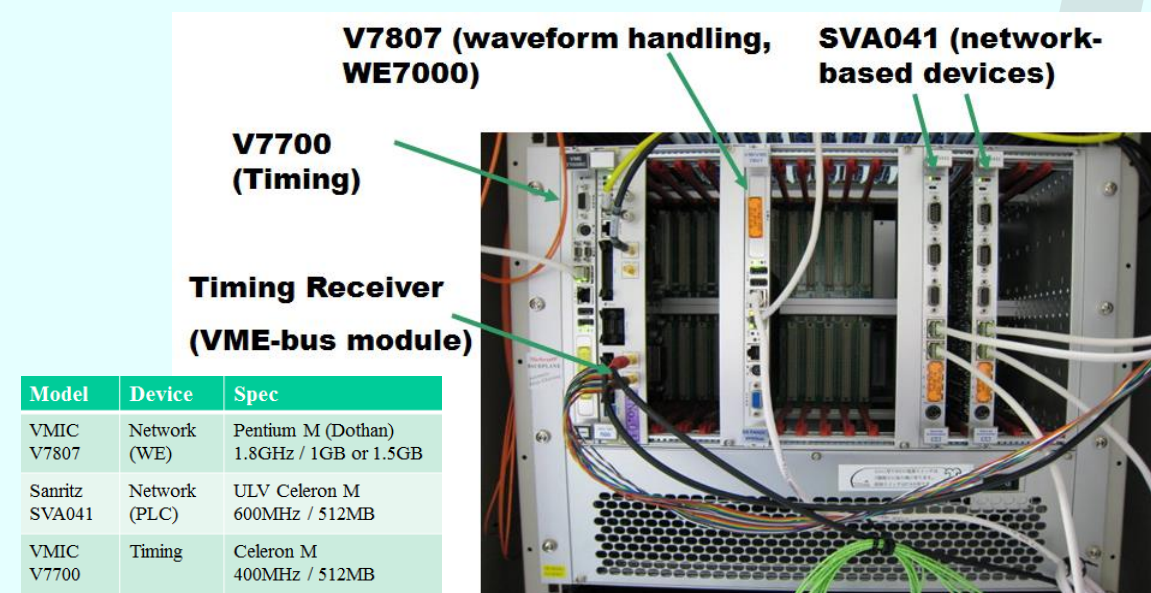 V7807 (waveform handling,
WE7000)
SVA041 (network-
based devices)
V7700
(Timing)
Timing Receiver
(VME-bus module)
Model Device Spec
VMIC Network Pentium M (Dothan)
V7807 (WE) 1.8GHz / 1GB or 1.5GB
Sanritz Network ULV Celeron M
SVA041 (PLC) 600MHz / 512MB
VMIC Timing Celeron M
V7700 400MHz / 512MB